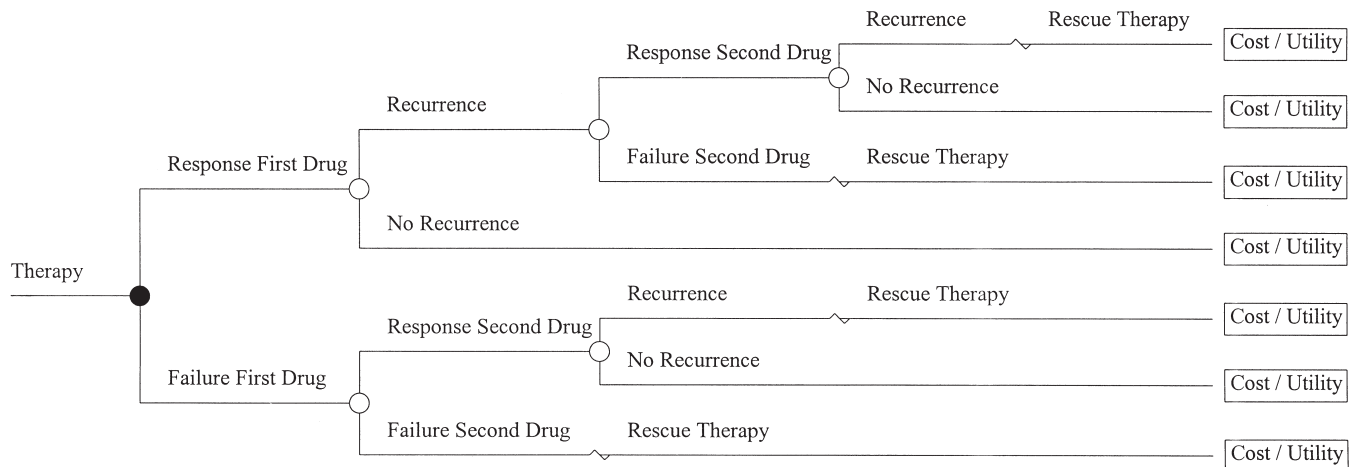 Recurrence Rescue Therapy
Cost / Utility
Response Second Drug
No Recurrence
Cost / Utility
Recurrence
Failure Second Drug Rescue Therapy
Cost / Utility
Response First Drug
No Recurrence
Cost / Utility
Therapy
Recurrence Rescue Therapy
Cost / Utility
Response Second Drug
No Recurrence
Cost / Utility
Failure First Drug
Failure Second Drug Rescue Therapy
Cost / Utility